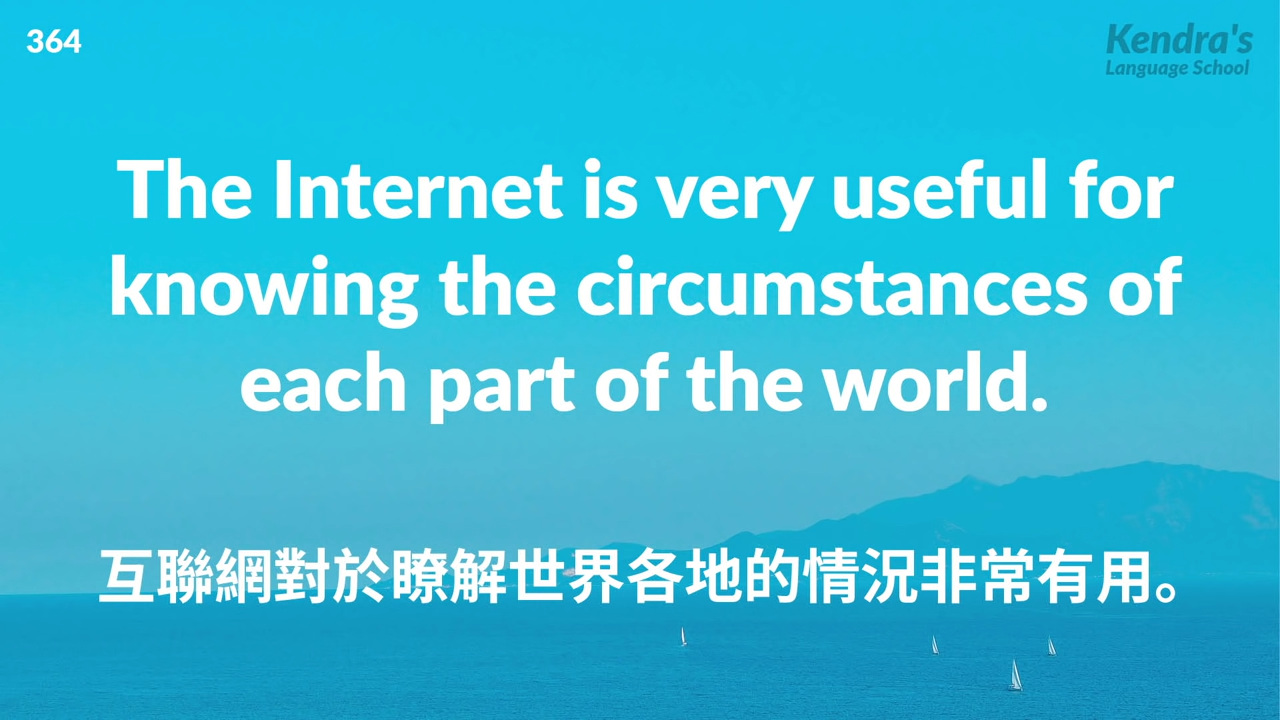 364
Kendra's
Language School
The Internet is very useful for
knowing the circumstances of
each part of the world.
互聯網對於瞭解世界各地的情況非常有用。